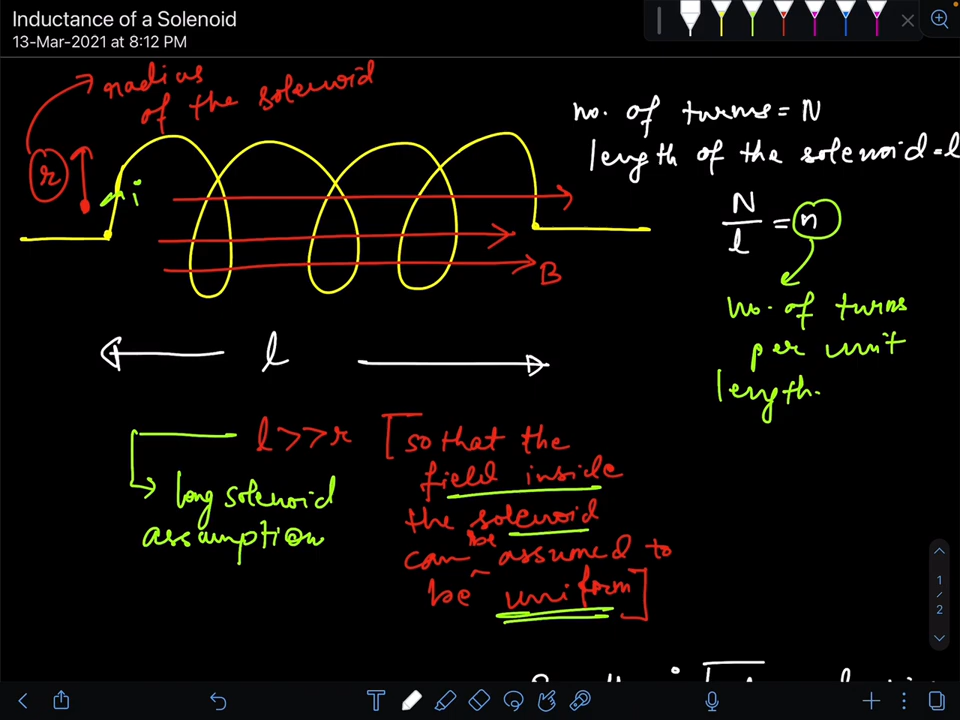 Inductance of a Solenoid
13-Mar-2021 at 8:12 PM
radius
of the solenoid
r
i
B
no. of turns = N
length of the solenoid = l
N
l
= n
no. of turns
per unit
length.
l
l >> r
long solenoid
assumption
[so that the
field inside
the solenoid
can be assumed to
be uniform]
1
/
2
T